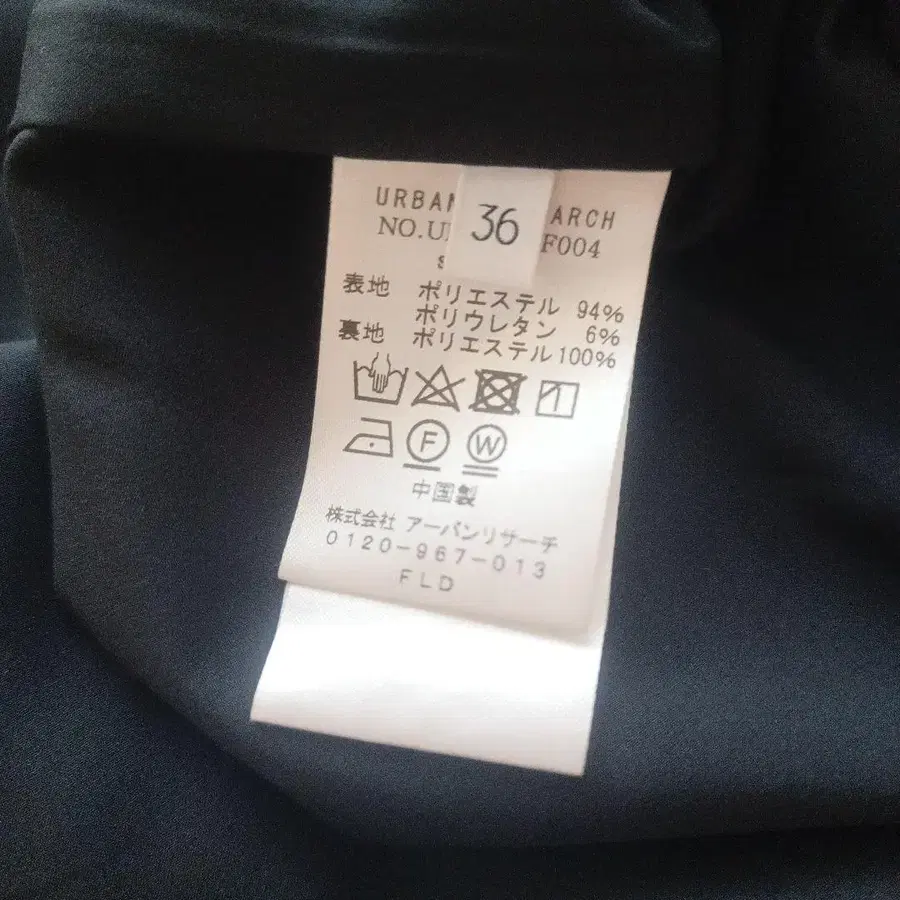 URBAN ARCH
36
NO.U F004
表地 ポリエステル 94%
ポリウレタン 6%
裏地 ポリエステル 100%
F W
中国製
株式会社 アーバンリサーチ
0120-967-013
FLD